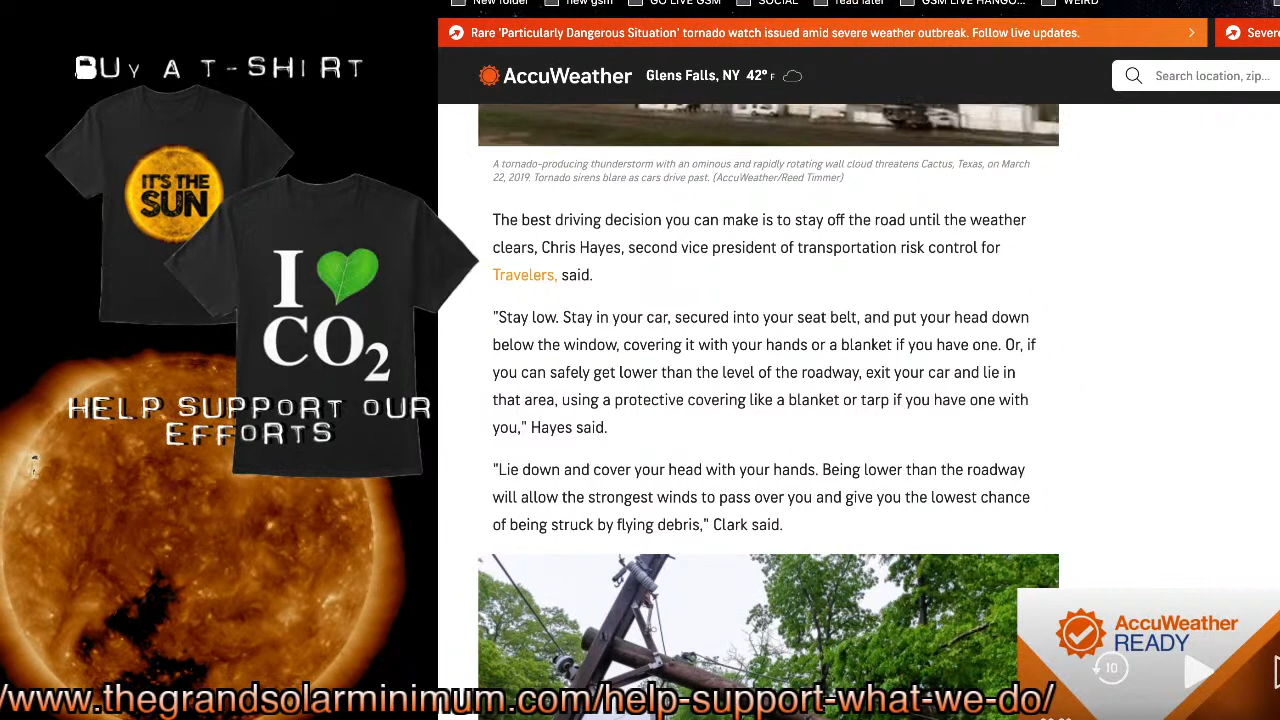 New folder
new gsm
GO LIVE GSM
SOCIAL
read later
GSM LIVE HANGO...
WEIRD
Rare 'Particularly Dangerous Situation' tornado watch issued amid severe weather outbreak. Follow live updates.
Severe
BUY A T-SHIRT
AccuWeather
Glens Falls, NY 42° F
Search location, zip...
A tornado-producing thunderstorm with an ominous and rapidly rotating wall cloud threatens Cactus, Texas, on March
22, 2019. Tornado sirens blare as cars drive past. (AccuWeather/Reed Timmer)
IT'S THE
SUN
I
CO2
The best driving decision you can make is to stay off the road until the weather
clears, Chris Hayes, second vice president of transportation risk control for
Travelers, said.
"Stay low. Stay in your car, secured into your seat belt, and put your head down
below the window, covering it with your hands or a blanket if you have one. Or, if
you can safely get lower than the level of the roadway, exit your car and lie in
that area, using a protective covering like a blanket or tarp if you have one with
you," Hayes said.
HELP SUPPORT OUR
EFFORTS
"Lie down and cover your head with your hands. Being lower than the roadway
will allow the strongest winds to pass over you and give you the lowest chance
of being struck by flying debris," Clark said.
AccuWeather
READY
10
/www.thegrandsolarminimum.com/help-support-what-we-do/